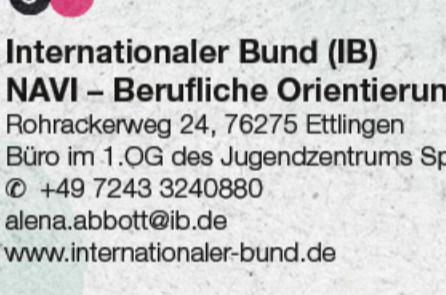 Internationaler Bund (IB)
NAVI – Berufliche Orientierun
Rohrackerweg 24, 76275 Ettlingen
Büro im 1.OG des Jugendzentrums Sp
✆ +49 7243 3240880
alena.abbott@ib.de
www.internationaler-bund.de